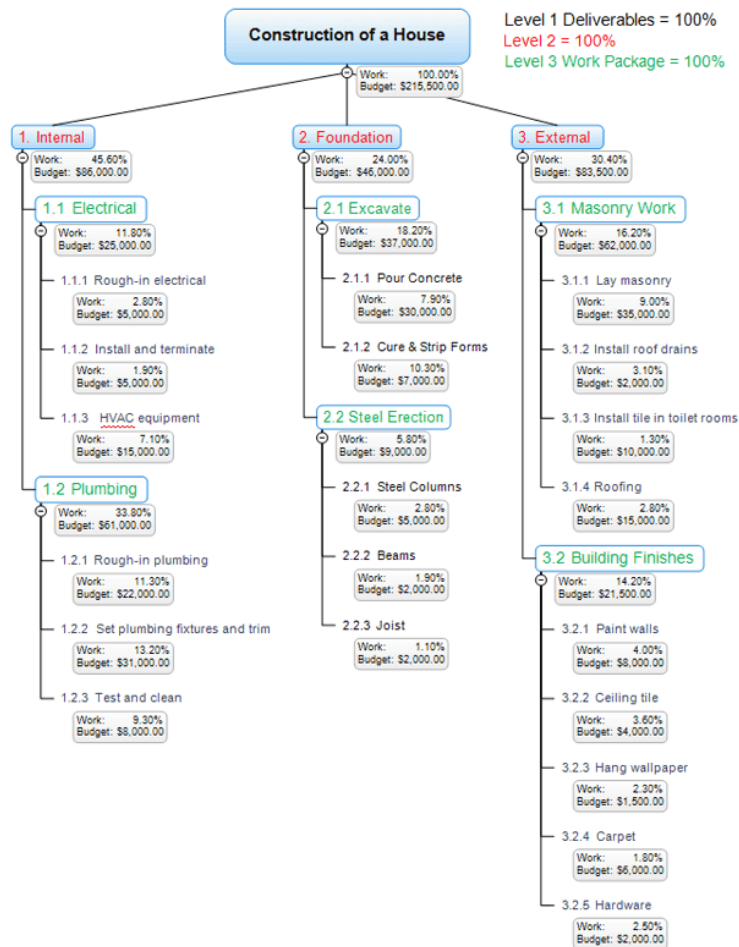 Construction of a House
Level 1 Deliverables = 100%
Level 2 = 100%
Level 3 Work Package = 100%
Work: 100.00%
Budget: $215,500.00
1. Internal
Work: 45.60%
Budget: $86,000.00
1.1 Electrical
Work: 11.80%
Budget: $25,000.00
1.1.1 Rough-in electrical
Work: 2.80%
Budget: $5,000.00
1.1.2 Install and terminate
Work: 1.90%
Budget: $5,000.00
1.1.3 HVAC equipment
Work: 7.10%
Budget: $15,000.00
1.2 Plumbing
Work: 33.80%
Budget: $61,000.00
1.2.1 Rough-in plumbing
Work: 11.30%
Budget: $22,000.00
1.2.2 Set plumbing fixtures and trim
Work: 13.20%
Budget: $31,000.00
1.2.3 Test and clean
Work: 9.30%
Budget: $8,000.00
2. Foundation
Work: 24.00%
Budget: $46,000.00
2.1 Excavate
Work: 18.20%
Budget: $37,000.00
2.1.1 Pour Concrete
Work: 7.90%
Budget: $30,000.00
2.1.2 Cure & Strip Forms
Work: 10.30%
Budget: $7,000.00
2.2 Steel Erection
Work: 5.80%
Budget: $9,000.00
2.2.1 Steel Columns
Work: 2.80%
Budget: $5,000.00
2.2.2 Beams
Work: 1.90%
Budget: $2,000.00
2.2.3 Joist
Work: 1.10%
Budget: $2,000.00
3. External
Work: 30.40%
Budget: $83,500.00
3.1 Masonry Work
Work: 16.20%
Budget: $62,000.00
3.1.1 Lay masonry
Work: 9.00%
Budget: $35,000.00
3.1.2 Install roof drains
Work: 3.10%
Budget: $2,000.00
3.1.3 Install tile in toilet rooms
Work: 1.30%
Budget: $10,000.00
3.1.4 Roofing
Work: 2.80%
Budget: $15,000.00
3.2 Building Finishes
Work: 14.20%
Budget: $21,500.00
3.2.1 Paint walls
Work: 4.00%
Budget: $8,000.00
3.2.2 Ceiling tile
Work: 3.60%
Budget: $4,000.00
3.2.3 Hang wallpaper
Work: 2.30%
Budget: $1,500.00
3.2.4 Carpet
Work: 1.80%
Budget: $6,000.00
3.2.5 Hardware
Work: 2.50%
Budget: $2,000.00